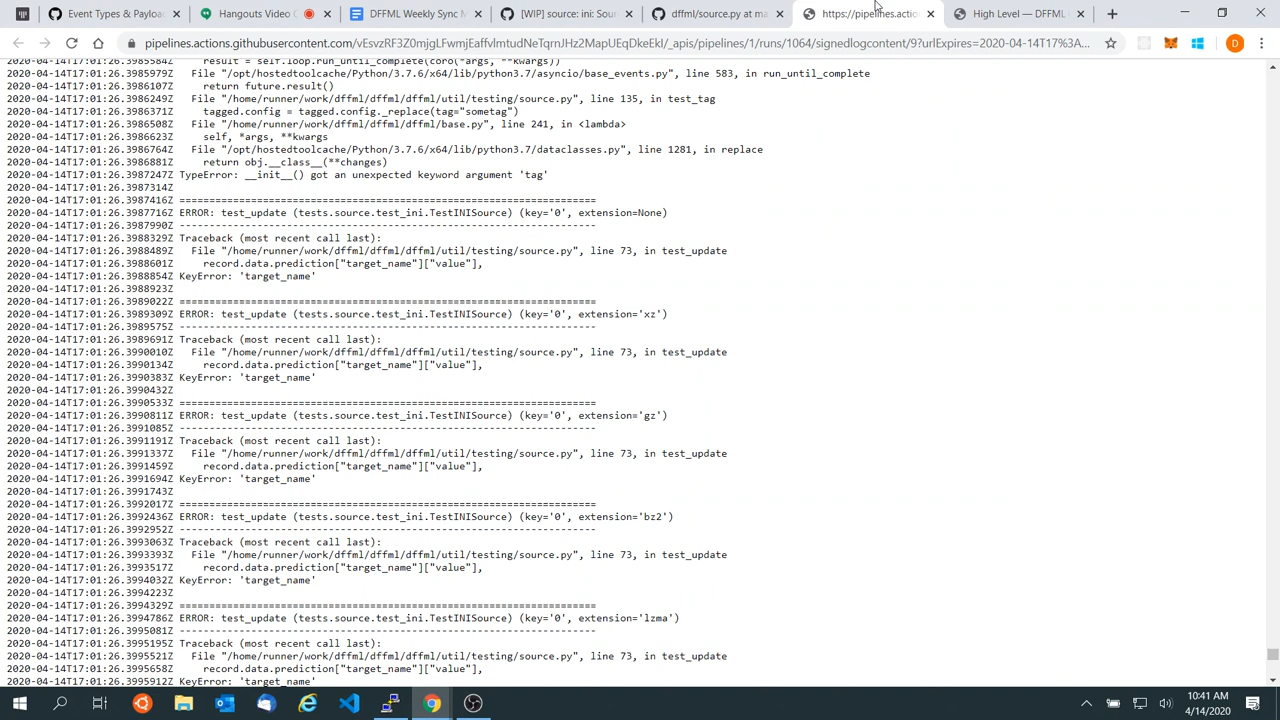 Event Types & Payload
Hangouts Video C
DFFML Weekly Sync M
[WIP] source: ini: Sour
dffml/source.py at ma
https://pipelines.actio
High Level — DFFML
pipelines.actions.githubusercontent.com/vEsvzRF3Z0mjgLFwmjEaffvlmtudNoTqrnJHz2MapUEqDkeEkl/_apis/pipelines/1/runs/1064/signedlogcontent/9?urlExpires=2020-04-14T17%3A...
D
2020-04-14T17:01:26.3985584Z     result = self.loop.run_until_complete(coro(*args, **kwargs))
2020-04-14T17:01:26.3985979Z   File "/opt/hostedtoolcache/Python/3.7.6/x64/lib/python3.7/asyncio/base_events.py", line 583, in run_until_complete
2020-04-14T17:01:26.3986107Z     return future.result()
2020-04-14T17:01:26.3986249Z   File "/home/runner/work/dffml/dffml/dffml/util/testing/source.py", line 135, in test_tag
2020-04-14T17:01:26.3986371Z     tagged.config = tagged.config._replace(tag="sometag")
2020-04-14T17:01:26.3986508Z   File "/home/runner/work/dffml/dffml/dffml/base.py", line 241, in <lambda>
2020-04-14T17:01:26.3986623Z     self, *args, **kwargs
2020-04-14T17:01:26.3986764Z   File "/opt/hostedtoolcache/Python/3.7.6/x64/lib/python3.7/dataclasses.py", line 1281, in replace
2020-04-14T17:01:26.3986881Z     return obj.__class__(**changes)
2020-04-14T17:01:26.3987247Z TypeError: __init__() got an unexpected keyword argument 'tag'
2020-04-14T17:01:26.3987314Z
2020-04-14T17:01:26.3987416Z ======================================================================
2020-04-14T17:01:26.3987716Z ERROR: test_update (tests.source.test_ini.TestINISource) (key='0', extension=None)
2020-04-14T17:01:26.3987990Z ----------------------------------------------------------------------
2020-04-14T17:01:26.3988329Z Traceback (most recent call last):
2020-04-14T17:01:26.3988489Z   File "/home/runner/work/dffml/dffml/dffml/util/testing/source.py", line 73, in test_update
2020-04-14T17:01:26.3988601Z     record.data.prediction["target_name"]["value"],
2020-04-14T17:01:26.3988854Z KeyError: 'target_name'
2020-04-14T17:01:26.3988923Z
2020-04-14T17:01:26.3989022Z ======================================================================
2020-04-14T17:01:26.3989309Z ERROR: test_update (tests.source.test_ini.TestINISource) (key='0', extension='xz')
2020-04-14T17:01:26.3989575Z ----------------------------------------------------------------------
2020-04-14T17:01:26.3989691Z Traceback (most recent call last):
2020-04-14T17:01:26.3990010Z   File "/home/runner/work/dffml/dffml/dffml/util/testing/source.py", line 73, in test_update
2020-04-14T17:01:26.3990134Z     record.data.prediction["target_name"]["value"],
2020-04-14T17:01:26.3990383Z KeyError: 'target_name'
2020-04-14T17:01:26.3990432Z
2020-04-14T17:01:26.3990533Z ======================================================================
2020-04-14T17:01:26.3990811Z ERROR: test_update (tests.source.test_ini.TestINISource) (key='0', extension='gz')
2020-04-14T17:01:26.3991085Z ----------------------------------------------------------------------
2020-04-14T17:01:26.3991191Z Traceback (most recent call last):
2020-04-14T17:01:26.3991337Z   File "/home/runner/work/dffml/dffml/dffml/util/testing/source.py", line 73, in test_update
2020-04-14T17:01:26.3991459Z     record.data.prediction["target_name"]["value"],
2020-04-14T17:01:26.3991694Z KeyError: 'target_name'
2020-04-14T17:01:26.3991743Z
2020-04-14T17:01:26.3992017Z ======================================================================
2020-04-14T17:01:26.3992436Z ERROR: test_update (tests.source.test_ini.TestINISource) (key='0', extension='bz2')
2020-04-14T17:01:26.3992952Z ----------------------------------------------------------------------
2020-04-14T17:01:26.3993063Z Traceback (most recent call last):
2020-04-14T17:01:26.3993393Z   File "/home/runner/work/dffml/dffml/dffml/util/testing/source.py", line 73, in test_update
2020-04-14T17:01:26.3993517Z     record.data.prediction["target_name"]["value"],
2020-04-14T17:01:26.3994032Z KeyError: 'target_name'
2020-04-14T17:01:26.3994223Z
2020-04-14T17:01:26.3994329Z ======================================================================
2020-04-14T17:01:26.3994786Z ERROR: test_update (tests.source.test_ini.TestINISource) (key='0', extension='lzma')
2020-04-14T17:01:26.3995081Z ----------------------------------------------------------------------
2020-04-14T17:01:26.3995195Z Traceback (most recent call last):
2020-04-14T17:01:26.3995521Z   File "/home/runner/work/dffml/dffml/dffml/util/testing/source.py", line 73, in test_update
2020-04-14T17:01:26.3995658Z     record.data.prediction["target_name"]["value"],
2020-04-14T17:01:26.3995912Z KeyError: 'target_name'
10:41 AM
4/14/2020